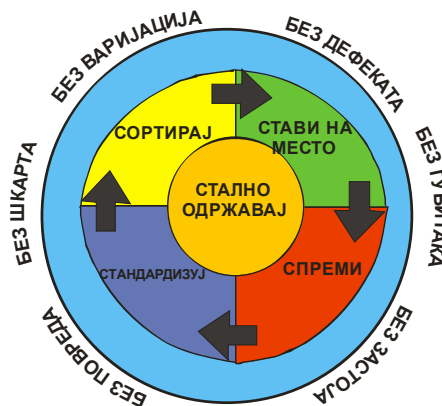 БЕЗ ВАРИЈАЦИЈА
БЕЗ ДЕФЕКАТА
БЕЗ ГУБИТАКА
БЕЗ ЗАСТОЈА
БЕЗ ПОВРЕДА
БЕЗ ШКАРТА
СОРТИРАЈ
СТАВИ НА
МЕСТО
СПРЕМИ
СТАНДАРДИЗУЈ
СТАЛНО
ОДРЖАВАЈ